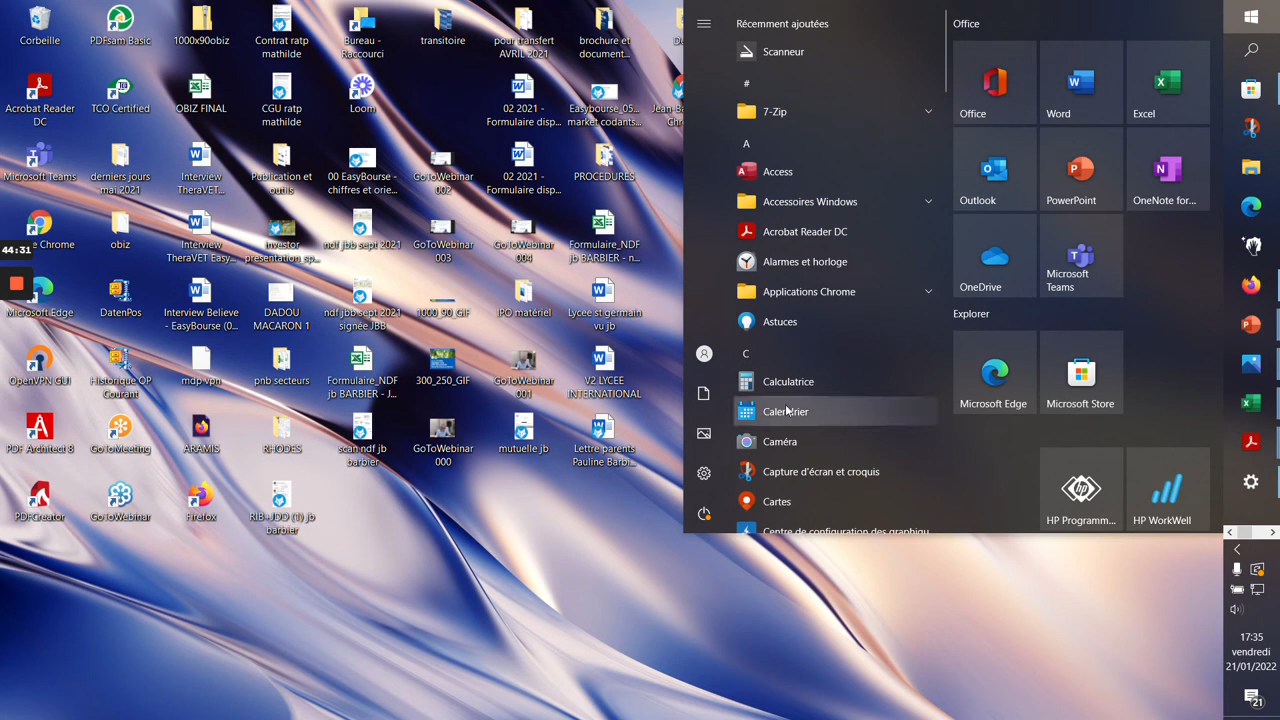 Corbeille
PDFsam Basic
1000x90obiz
Contrat ratp
mathilde
Bureau -
Raccourci
transitoire
pour transfert
AVRIL 2021
brochure et
document...
Acrobat Reader
DC
TCO Certified
OBIZ FINAL
CGU ratp
mathilde
Loom
02 2021 -
Formulaire disp...
Easybourse_05...
market codants...
Microsoft Teams
derniers jours
mai 2021
Interview
TheraVET...
Publication et
outils
00 EasyBourse -
chiffres et orie...
GoToWebinar
002
02 2021 -
Formulaire disp...
PROCEDURES
Chrome
obiz
Interview
TheraVET Easy...
investor
presentation_sp...
ndf jbb sept 2021
GoToWebinar
003
GoToWebinar
004
Formulaire_NDF
jb BARBIER - n...
44:31
Microsoft Edge
DatenPos
Interview Believe
- EasyBourse (0...
DADOU
MACARON 1
ndf sept 2021
signée JBB
1000_90_GIF
IPO matériel
Lycee st germain
vu jb
OpenVPN GUI
Historique OP
Courant
mdp vpn
pnb secteurs
Formulaire_NDF
jb BARBIER - J...
300_250_GIF
GoToWebinar
001
V2 LYCEE
INTERNATIONAL
PDF Architect 8
GoToMeeting
ARAMIS
RHODES
scan ndf jb
barbier
GoToWebinar
000
mutuelle jb
Lettre parents
Pauline Barbi...
PDFCreator
GoToWebinar
Firefox
RIB+JDD (1) jb
barbier
Récemment ajoutées
Scanneur
#
7-Zip
A
Access
Accessoires Windows
Acrobat Reader DC
Alarmes et horloge
Applications Chrome
Astuces
C
Calculatrice
Calendrier
Caméra
Capture d'écran et croquis
Cartes
Centre de configuration des graphiqu
Office
Office
Word
Excel
Outlook
PowerPoint
OneNote for...
OneDrive
Microsoft
Teams
Explorer
Microsoft Edge
Microsoft Store
HP Programm...
HP WorkWell
17:35
vendredi
21/01/2022
21